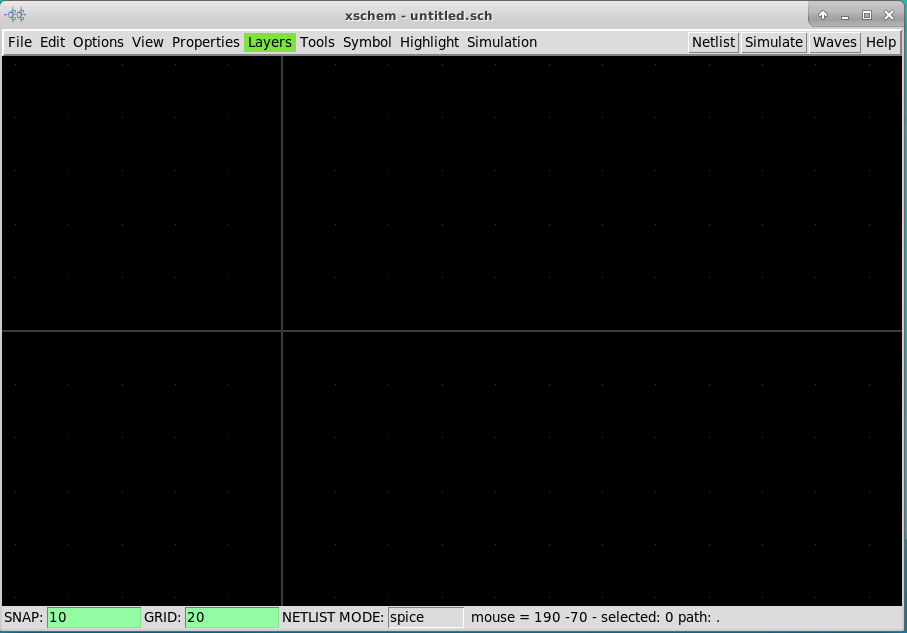 xschem - untitled.sch
File Edit Options View Properties Layers Tools Symbol Highlight Simulation Netlist Simulate Waves Help
SNAP: 10 GRID: 20 NETLIST MODE: spice mouse = 190 -70 - selected: 0 path: .